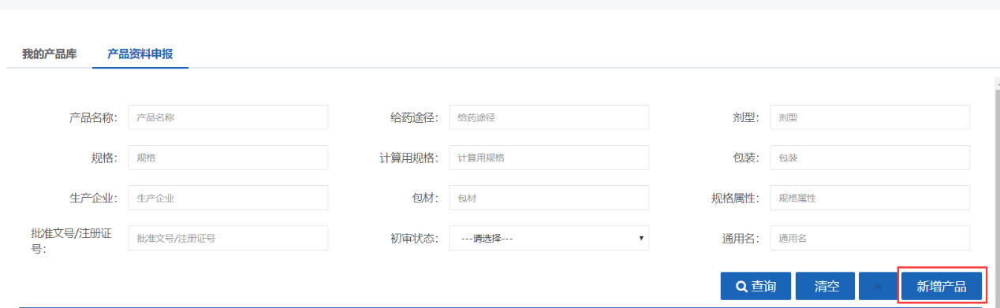 我的产品库 产品资料申报
产品名称: 产品名称 给药途径: 给药途径 剂型: 剂型
规格: 规格 计算用规格: 计算用规格 包装: 包装
生产企业: 生产企业 包材: 包材 规格属性: 规格属性
批准文号/注册证号: 批准文号/注册证号 初审状态: ---请选择--- 通用名: 通用名
查询 清空 新增产品